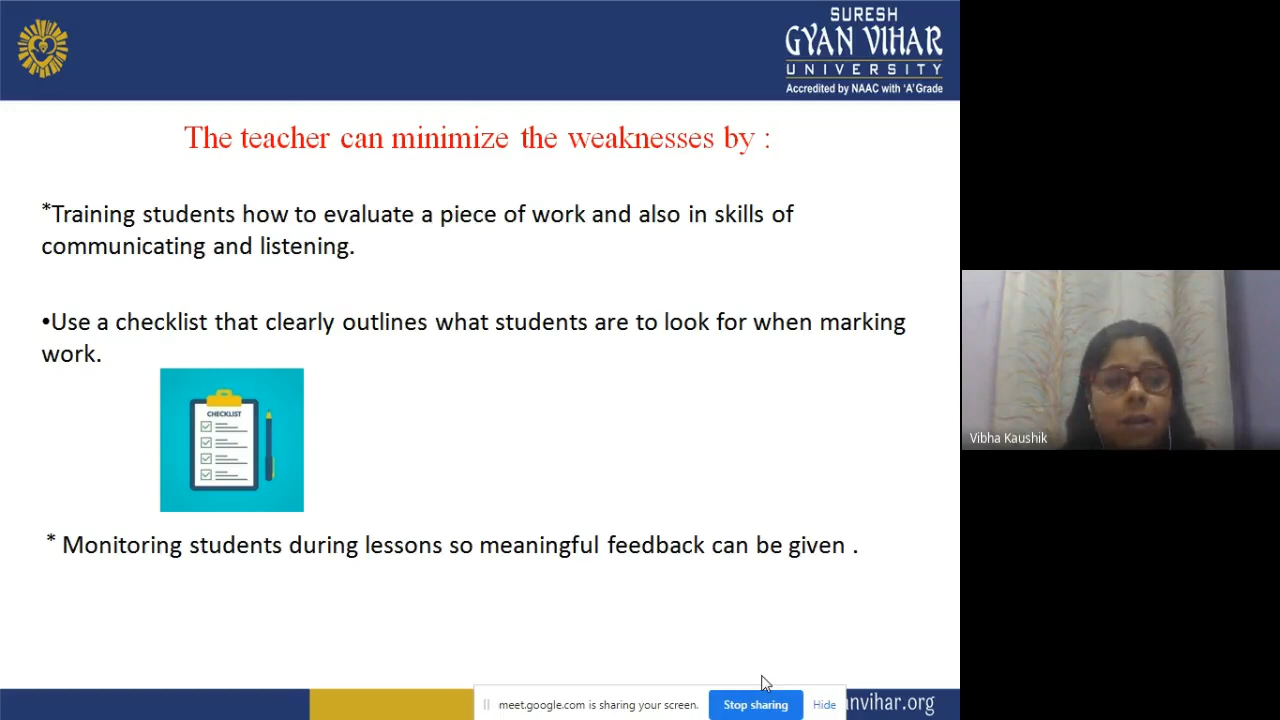 SURESH
GYAN VIHAR
UNIVERSITY
Accredited by NAAC with 'A' Grade
The teacher can minimize the weaknesses by :
*Training students how to evaluate a piece of work and also in skills of
communicating and listening.
•Use a checklist that clearly outlines what students are to look for when marking
work.
CHECKLIST
* Monitoring students during lessons so meaningful feedback can be given .
Vibha Kaushik
meet.google.com is sharing your screen.
Stop sharing
Hide
anvihar.org